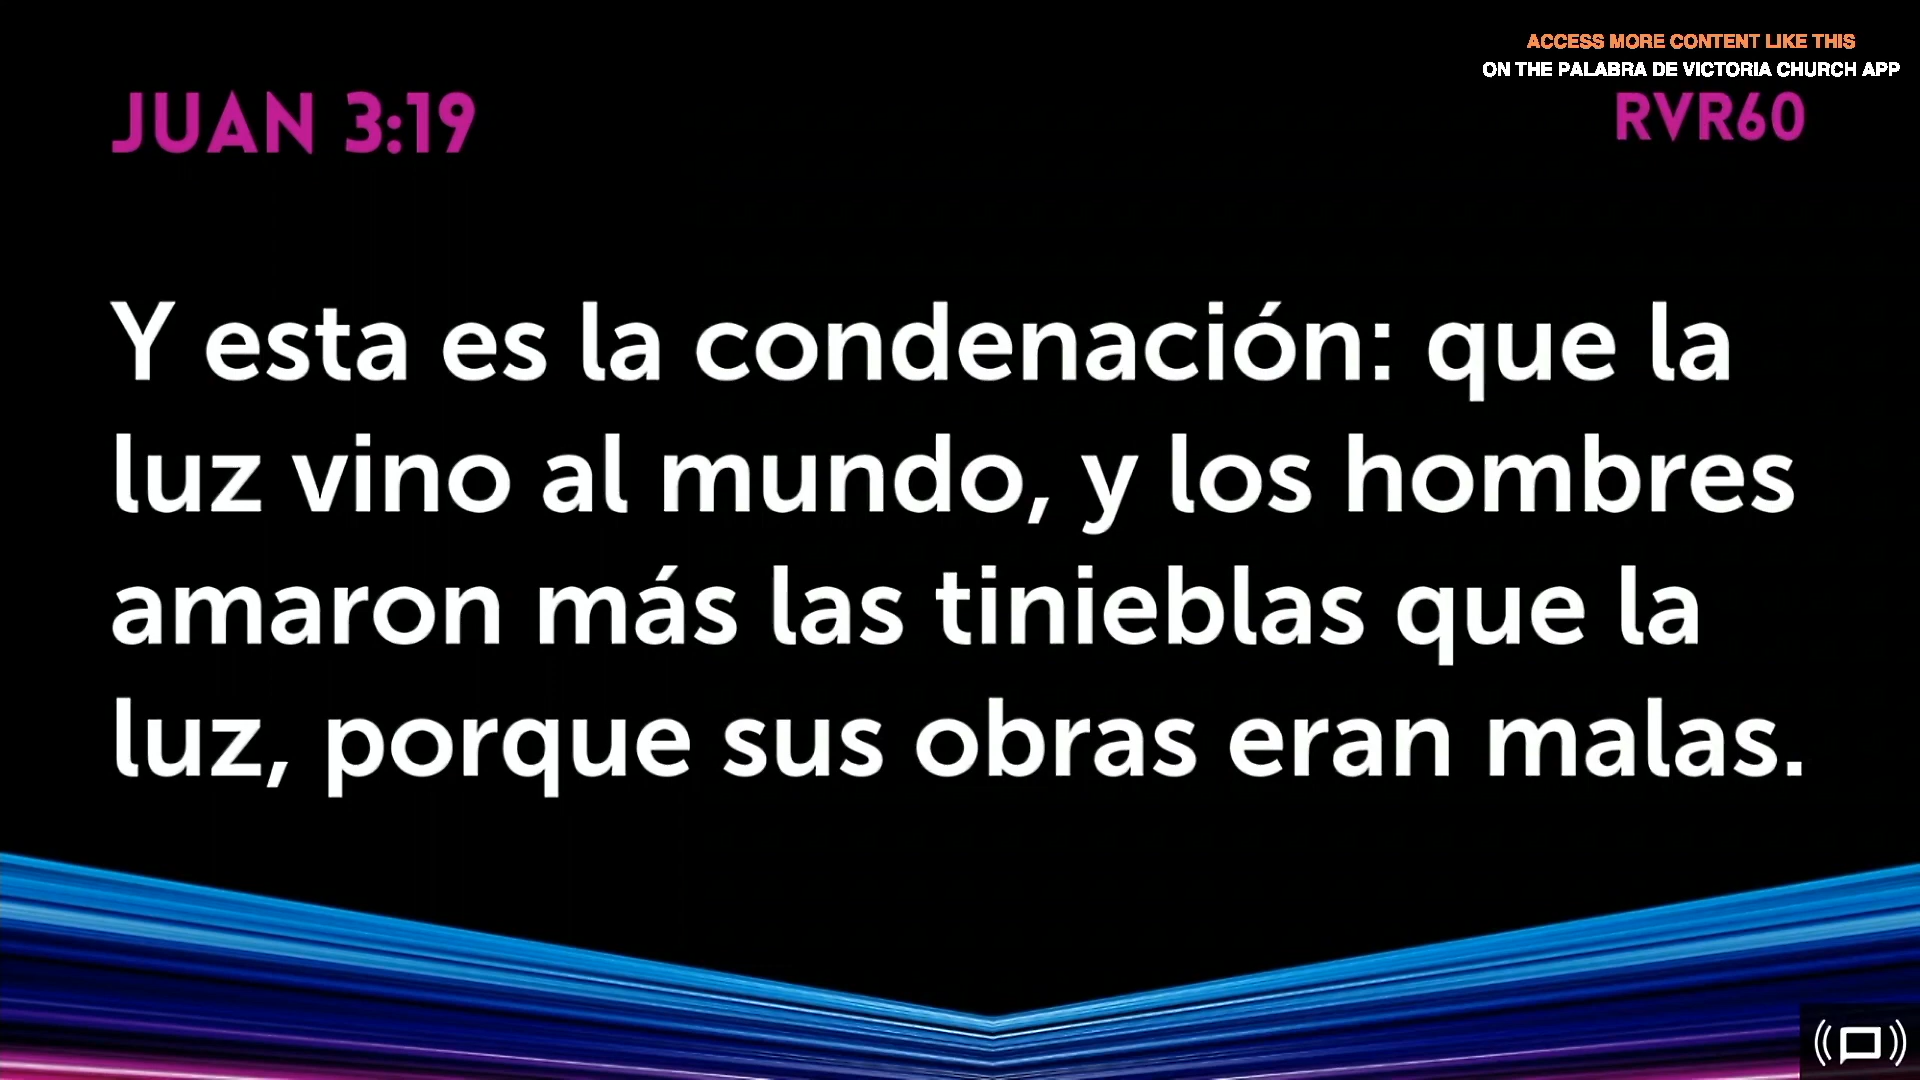 ACCESS MORE CONTENT LIKE THIS
ON THE PALABRA DE VICTORIA CHURCH APP
JUAN 3:19
RVR60
Y esta es la condenación: que la
luz vino al mundo, y los hombres
amaron más las tinieblas que la
luz, porque sus obras eran malas.